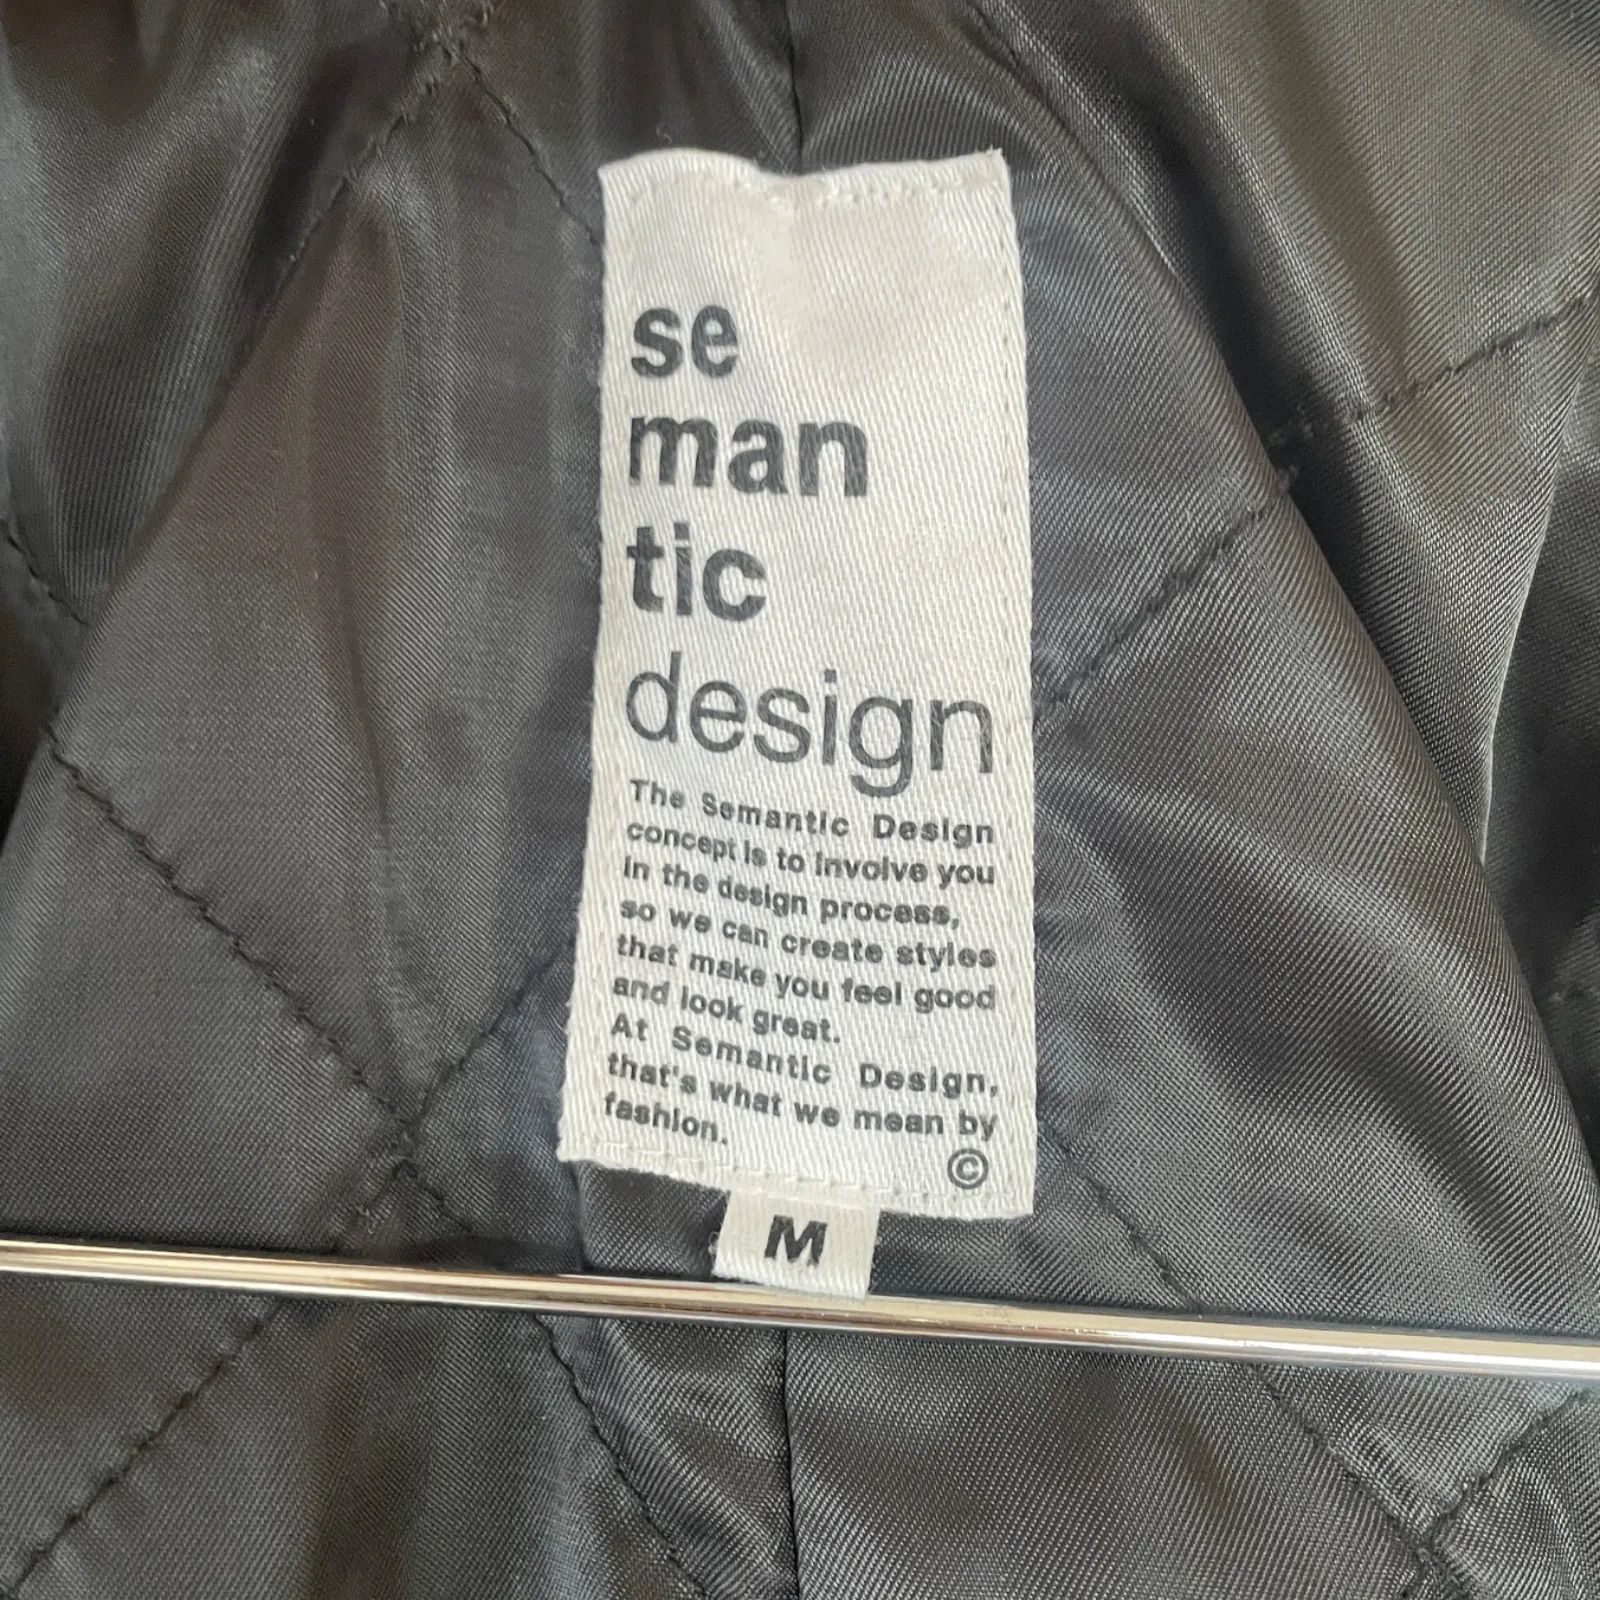 se
man
tic
design
The Semantic Design
concept is to involve you
in the design process,
so we can create styles
that make you feel good
and look great.
At Semantic Design,
that's what we mean by
fashion.
©
M